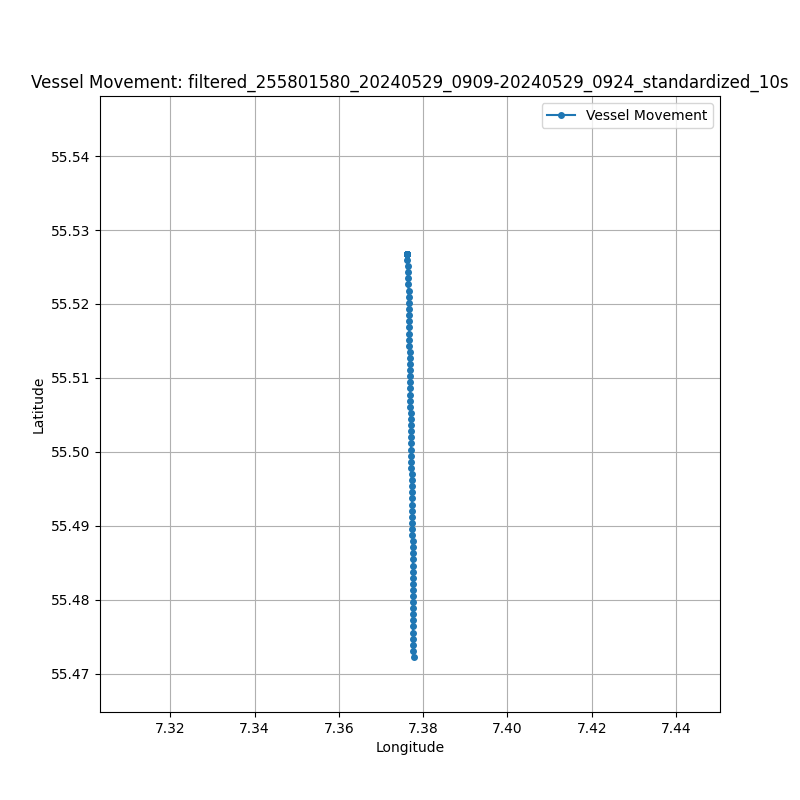 Vessel Movement: filtered_255801580_20240529_0909-20240529_0924_standardized_10s
Vessel Movement
55.54
55.53
55.52
55.51
55.50
55.49
55.48
55.47
Latitude
7.32 7.34 7.36 7.38 7.40 7.42 7.44
Longitude